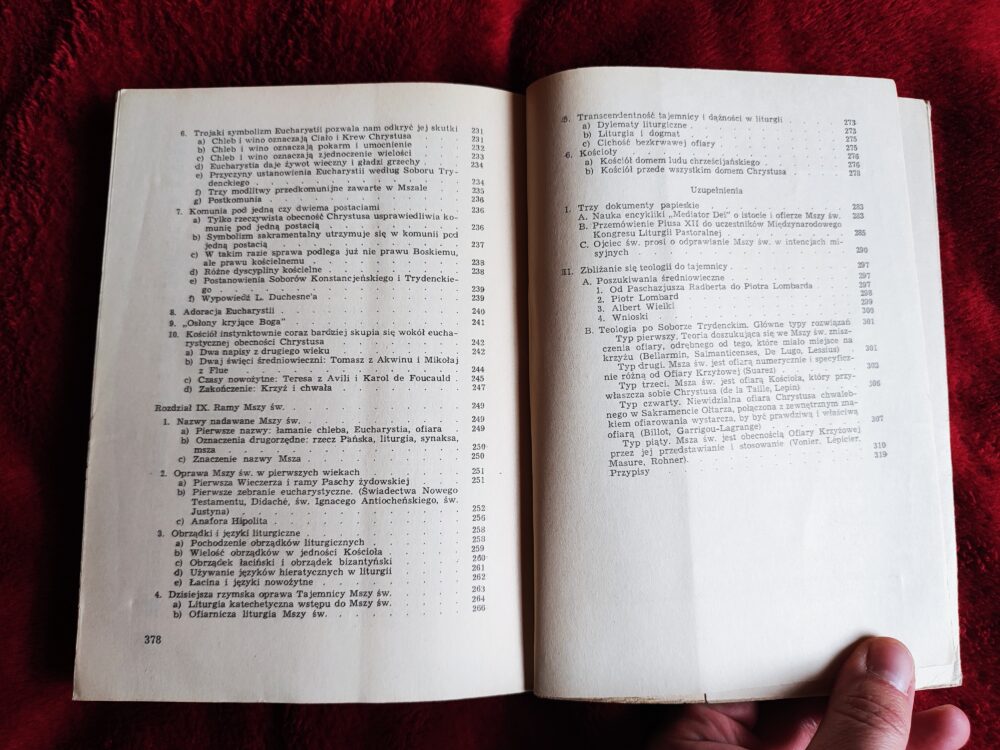 6. Trojaki symbolizm Eucharystii pozwala nam odkryć jej skutki 231
a) Chleb i wino oznaczają Ciało i Krew Chrystusa 231
b) Chleb i wino oznaczają pokarm i umocnienie 232
c) Chleb i wino oznaczają zjednoczenie wielości 233
d) Eucharystia daje żywot wieczny i gładzi grzechy 234
e) Przyczyny ustanowienia Eucharystii według Soboru Try-
denckiego 234
f) Trzy modlitwy przedkomunijne zawarte w Mszale 235
g) Postkomunia 236
7. Komunia pod jedną czy dwiema postaciami 236
a) Tylko rzeczywista obecność Chrystusa usprawiedliwia ko-
munię pod jedną postacią 236
b) Symbolizm sakramentalny utrzymuje się w komunii pod
jedną postacią 237
c) W takim razie sprawa podlega już nie prawu Boskiemu,
ale prawu kościelnemu 238
d) Różne dyscypliny kościelne 238
e) Postanowienia Soborów Konstancjeńskiego i Trydenckie-
go 239
f) Wypowiedź L. Duchesne'a 239
8. Adoracja Eucharystii 240
9. „Osłony kryjące Boga" 241
10. Kościół instynktownie coraz bardziej skupia się wokół eucha-
rystycznej obecności Chrystusa 242
a) Dwa napisy z drugiego wieku 242
b) Dwaj święci średniowieczni: Tomasz z Akwinu i Mikołaj
z Flue 244
c) Czasy nowożytne: Teresa z Avili i Karol de Foucauld 245
d) Zakończenie: Krzyż i chwała 247
Rozdział IX. Ramy Mszy św. 249
1. Nazwy nadawane Mszy św. 249
a) Pierwsze nazwy: łamanie chleba, Eucharystia, ofiara 249
b) Oznaczenia drugorzędne: rzecz Pańska, liturgia, synaksa,
msza 250
c) Znaczenie nazwy Msza 250
2. Oprawa Mszy św. w pierwszych wiekach 251
a) Pierwsza Wieczerza i ramy Paschy żydowskiej 251
b) Pierwsze zebranie eucharystyczne. (Świadectwa Nowego
Testamentu, Didaché, św. Ignacego Antiocheńskiego, św.
Justyna) 252
c) Anafora Hipolita 256
3. Obrządki i języki liturgiczne 258
a) Pochodzenie obrządków liturgicznych 258
b) Wielość obrządków w jedności Kościoła 259
c) Obrządek łaciński i obrządek bizantyński 260
d) Używanie języków hieratycznych w liturgii 261
e) Łacina i języki nowożytne 262
4. Dzisiejsza rzymska oprawa Tajemnicy Mszy św. 263
a) Liturgia katechetyczna wstępu do Mszy św. 264
b) Ofiarnicza liturgia Mszy św. 266
378
5. Transcendentność tajemnicy i dążności w liturgii
a) Dylematy liturgiczne 273
b) Liturgia i dogmat 273
c) Cichość bezkrwawej ofiary 275
6. Kościoły 276
a) Kościół domem ludu chrześcijańskiego 276
b) Kościół przede wszystkim domem Chrystusa 278
Uzupełnienia
I. Trzy dokumenty papieskie 283
A. Nauka encykliki „Mediator Dei" o istocie i ofierze Mszy św. 283
B. Przemówienie Piusa XII do uczestników Międzynarodowego
Kongresu Liturgii Pastoralnej 285
C. Ojciec św. prosi o odprawianie Mszy św. w intencjach mi-
syjnych 290
II. Zbliżanie się teologii do tajemnicy 297
A. Poszukiwania średniowieczne 297
1. Od Paschazjusza Radberta do Piotra Lombarda 297
2. Piotr Lombard 298
3. Albert Wielki 299
4. Wnioski 300
B. Teologia po Soborze Trydenckim. Główne typy rozwiązań 301
Typ pierwszy. Teoria doszukująca się we Mszy św. znisz-
czenia ofiary, odrębnego od tego, które miało miejsce na
krzyżu (Bellarmin, Salmanticenses, De Lugo, Lessius) 301
Typ drugi. Msza św. jest ofiarą numerycznie i specyficz-
nie różna od Ofiary Krzyżowej (Suarez) 303
Typ trzeci. Msza św. jest ofiarą Kościoła, który przy-
właszcza sobie Chrystusa (de la Taille, Lepin) 306
Typ czwarty. Niewidzialna ofiara Chrystusa chwaleb-
nego w Sakramencie Ołtarza, połączona z zewnętrznym zna-
kiem ofiarowania wystarcza, by być prawdziwą i właściwą
ofiarą (Billot, Garrigou-Lagrange) 307
Typ piąty. Msza św. jest obecnością Ofiary Krzyżowej
przez jej przedstawianie i stosowanie (Vonier, Lepicier,
Masure, Rohner). 310
Przypisy 319